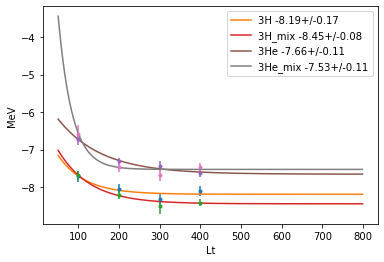 3H -8.19+/-0.17
3H_mix -8.45+/-0.08
3He -7.66+/-0.11
3He_mix -7.53+/-0.11
MeV
−4
−5
−6
−7
−8
100 200 300 400 500 600 700 800
Lt